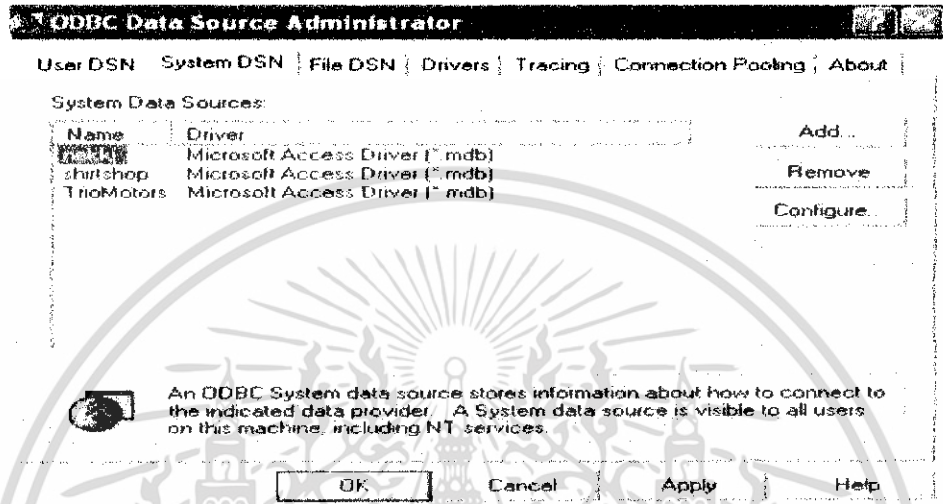 ODBC Data Source Administrator
User DSN System DSN File DSN Drivers Tracing Connection Pooling About
System Data Sources:
Name Driver Add...
Microsoft Access Driver (*.mdb)
shirtshop Microsoft Access Driver (*.mdb) Remove
TrioMotors Microsoft Access Driver (*.mdb)
Configure...
An ODBC System data source stores information about how to connect to
the indicated data provider. A System data source is visible to all users
on this machine, including NT services.
OK Cancel Apply Help